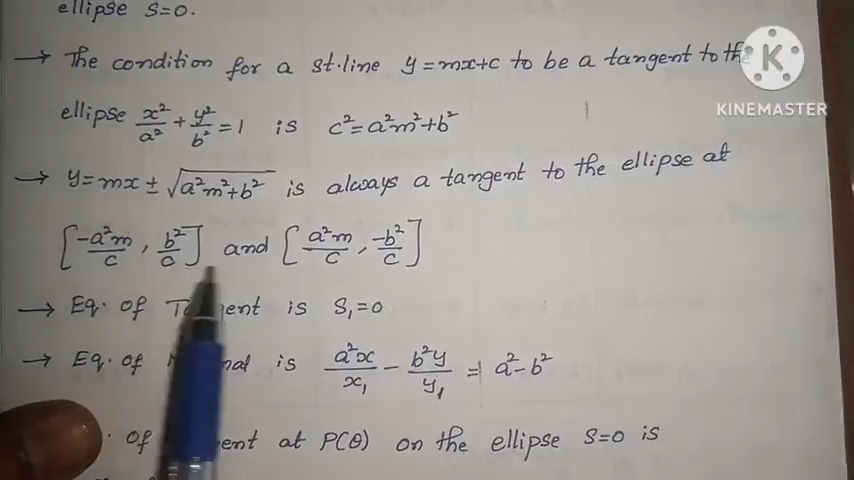 ellipse S=0.
→ The condition for a st.line y=mx+c to be a tangent to the
K
KINEMASTER
ellipse x²/a² + y²/b² = 1 is c²=a²m²+b²
→ y=mx ± √(a²m²+b²) is always a tangent to the ellipse at
[-a²m/c, b²/c] and [a²m/c, -b²/c]
→ Eq. of is S₁=0
→ Eq. of is a²x/x₁ - b²y/y₁ = a²-b²
of at P(θ) on the ellipse S=0 is